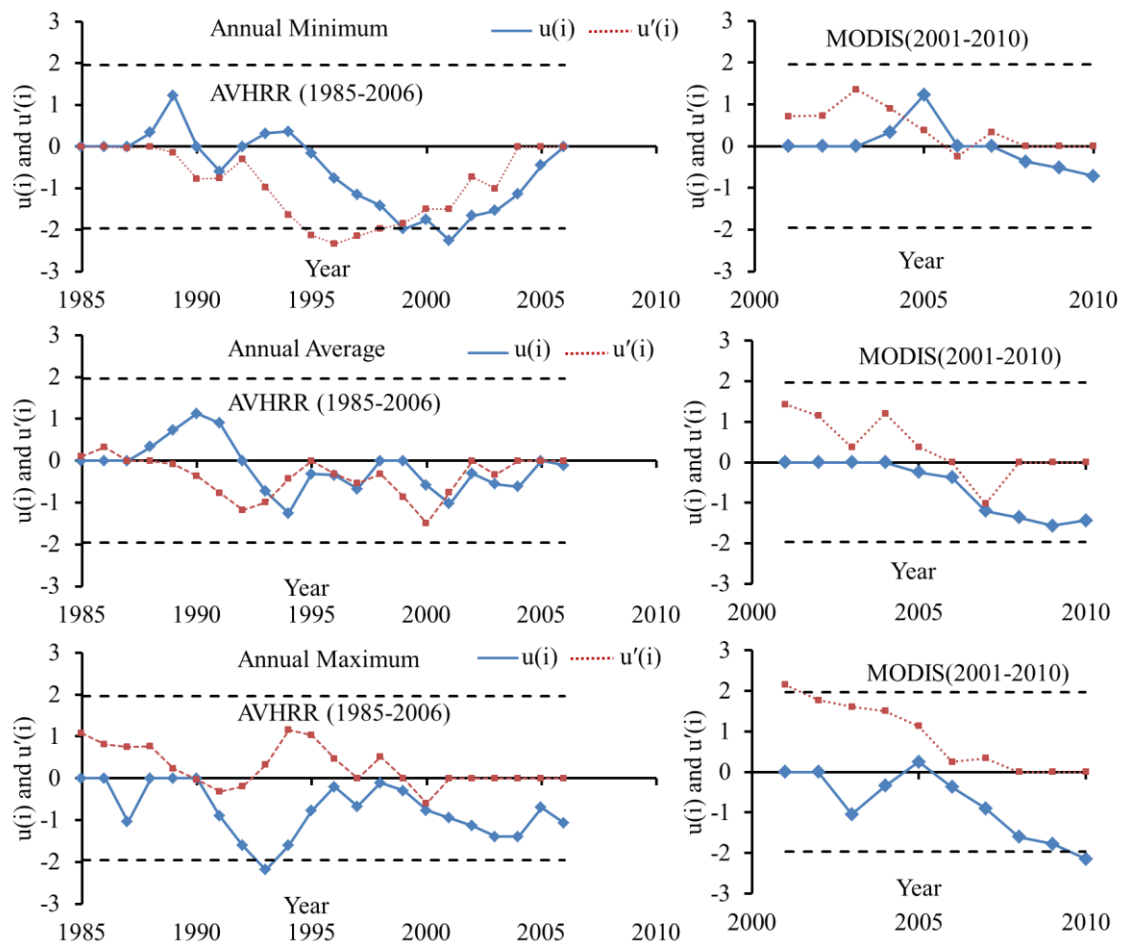 u(i) and u′(i)
3
2
1
0
-1
-2
-3
Annual Minimum
u(i)
u′(i)
AVHRR (1985-2006)
Year
1985 1990 1995 2000 2005 2010
3
2
1
0
-1
-2
-3
u(i) and u′(i)
MODIS(2001-2010)
Year
2000 2005 2010
u(i) and u′(i)
3
2
1
0
-1
-2
-3
Annual Average
u(i)
u′(i)
AVHRR (1985-2006)
Year
1985 1990 1995 2000 2005 2010
u(i) and u′(i)
3
2
1
0
-1
-2
-3
MODIS(2001-2010)
Year
2000 2005 2010
u(i) and u′(i)
3
2
1
0
-1
-2
-3
Annual Maximum
u(i)
u′(i)
AVHRR (1985-2006)
Year
1985 1990 1995 2000 2005 2010
u(i) and u′(i)
3
2
1
0
-1
-2
-3
MODIS(2001-2010)
Year
2000 2005 2010